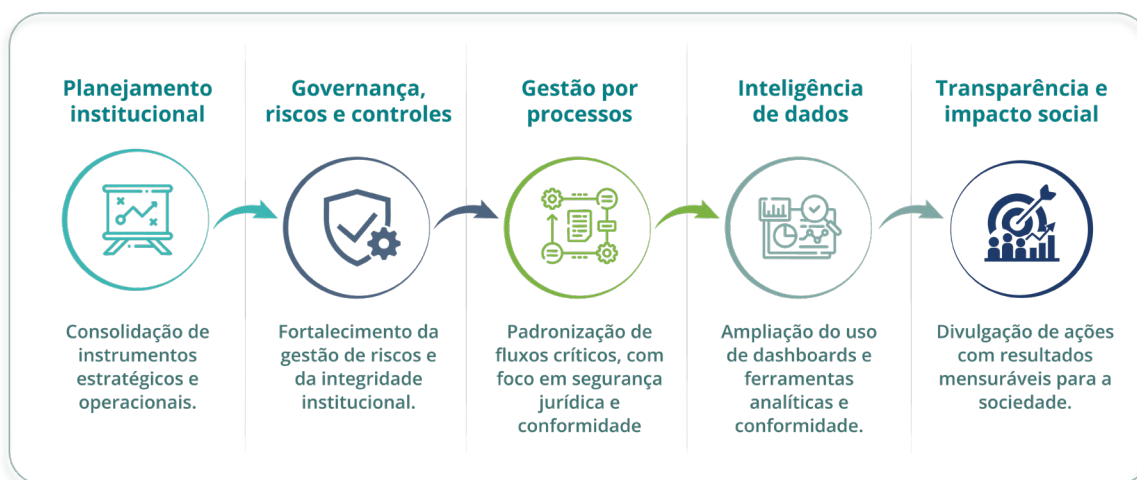 Planejamento
institucional
Consolidação de
instrumentos
estratégicos e
operacionais.
Governança,
riscos e controles
Fortalecimento da
gestão de riscos e
da integridade
institucional.
Gestão por
processos
Padronização de
fluxos críticos, com
foco em segurança
jurídica e
conformidade
Inteligência
de dados
Ampliação do uso
de dashboards e
ferramentas
analíticas e
conformidade.
Transparência e
impacto social
Divulgação de ações
com resultados
mensuráveis para a
sociedade.